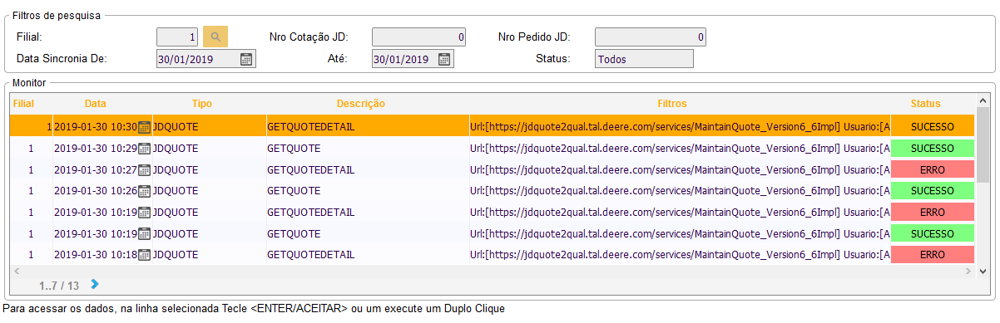 Filtros de pesquisa
Filial: 1 Nro Cotação JD: 0 Nro Pedido JD: 0
Data Sincronia De: 30/01/2019 Até: 30/01/2019 Status: Todos
Monitor
Filial Data Tipo Descrição Filtros Status
1 2019-01-30 10:30 JDQUOTE GETQUOTEDETAIL Url:[https://jdquote2qual.tal.deere.com/services/MaintainQuote_Version6_6Impl] Usuario:[A SUCESSO
1 2019-01-30 10:29 JDQUOTE GETQUOTE Url:[https://jdquote2qual.tal.deere.com/services/MaintainQuote_Version6_6Impl] Usuario:[A SUCESSO
1 2019-01-30 10:27 JDQUOTE GETQUOTEDETAIL Url:[https://jdquote2qual.tal.deere.com/services/MaintainQuote_Version6_6Impl] Usuario:[A ERRO
1 2019-01-30 10:26 JDQUOTE GETQUOTE Url:[https://jdquote2qual.tal.deere.com/services/MaintainQuote_Version6_6Impl] Usuario:[A SUCESSO
1 2019-01-30 10:19 JDQUOTE GETQUOTEDETAIL Url:[https://jdquote2qual.tal.deere.com/services/MaintainQuote_Version6_6Impl] Usuario:[A ERRO
1 2019-01-30 10:19 JDQUOTE GETQUOTE Url:[https://jdquote2qual.tal.deere.com/services/MaintainQuote_Version6_6Impl] Usuario:[A SUCESSO
1 2019-01-30 10:18 JDQUOTE GETQUOTEDETAIL Url:[https://jdquote2qual.tal.deere.com/services/MaintainQuote_Version6_6Impl] Usuario:[A ERRO
1..7 / 13
Para acessar os dados, na linha selecionada Tecle <ENTER/ACEITAR> ou um execute um Duplo Clique